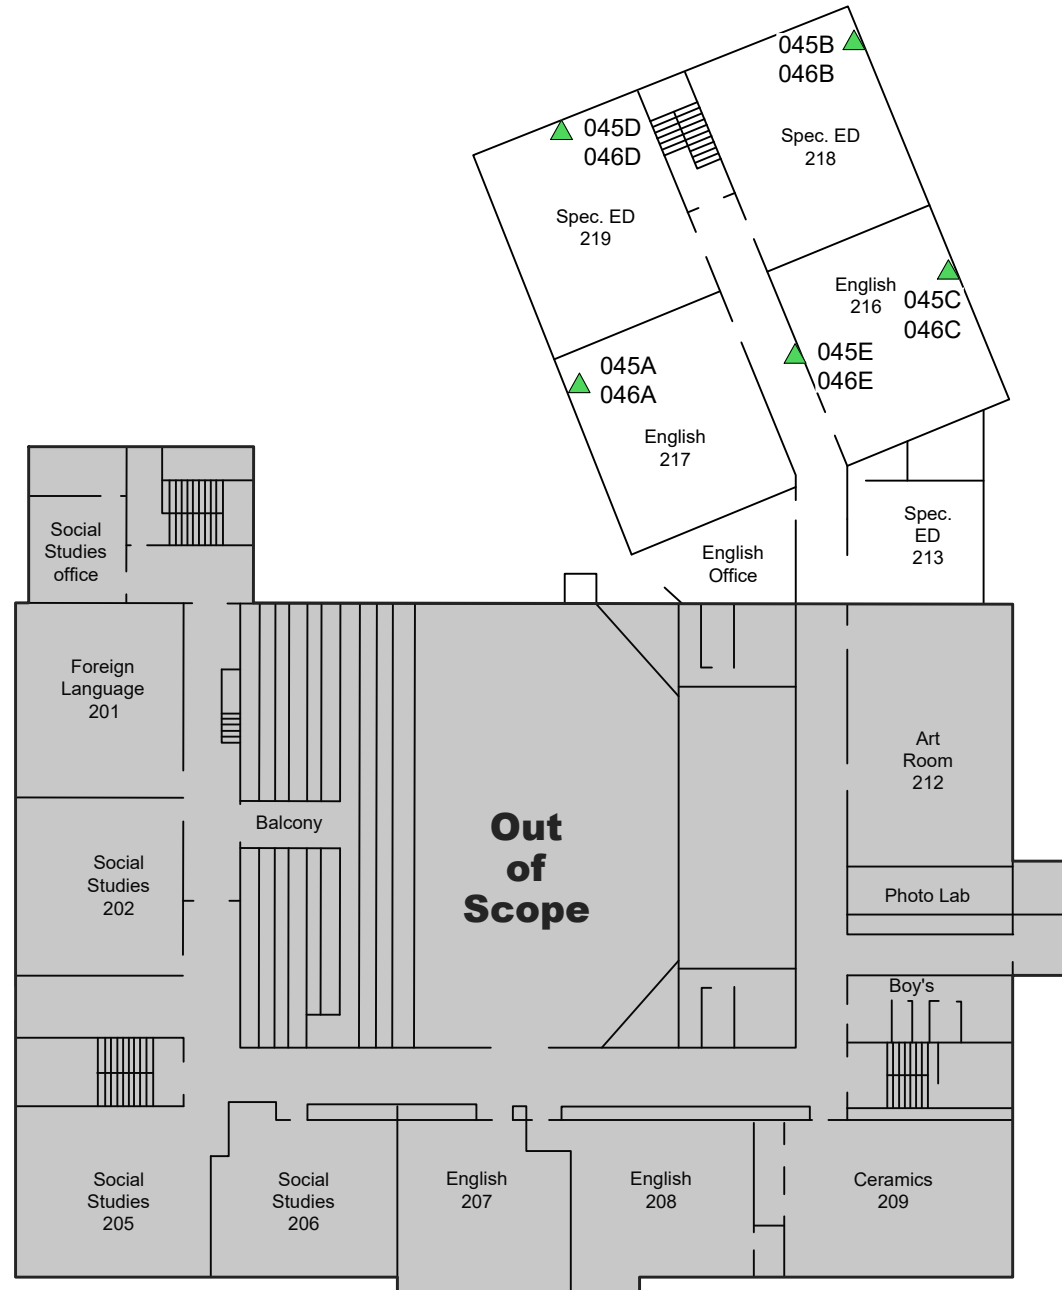 045B
046B
045D
046D
Spec. ED
218
Spec. ED
219
English
216
045C
046C
045E
046E
045A
046A
English
217
Social
Studies
office
Spec.
ED
213
English
Office
Foreign
Language
201
Art
Room
212
Balcony
Out
of
Scope
Social
Studies
202
Photo Lab
Boy's
Social
Studies
205
Social
Studies
206
English
207
English
208
Ceramics
209